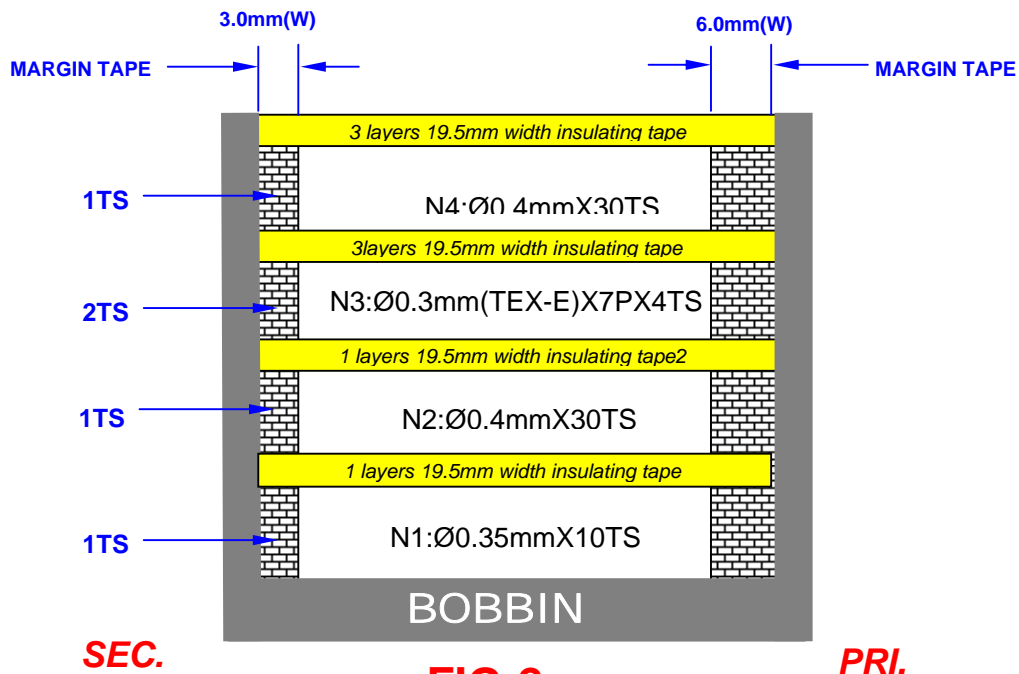 3.0mm(W)
6.0mm(W)
MARGIN TAPE
MARGIN TAPE
3 layers 19.5mm width insulating tape
1TS
N4:Ø0.4mmX30TS
3layers 19.5mm width insulating tape
2TS
N3:Ø0.3mm(TEX-E)X7PX4TS
1 layers 19.5mm width insulating tape2
1TS
N2:Ø0.4mmX30TS
1 layers 19.5mm width insulating tape
1TS
N1:Ø0.35mmX10TS
BOBBIN
SEC.
PRI.